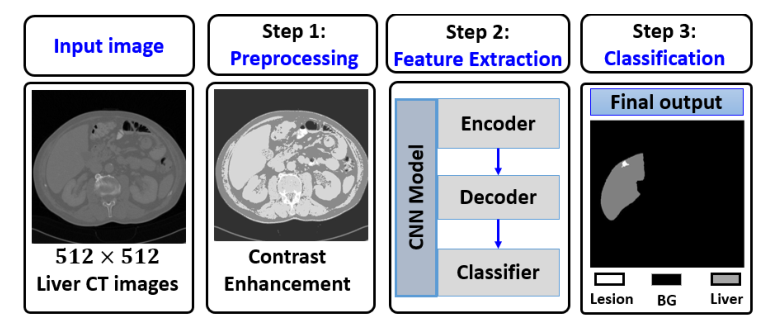 Input image
Step 1:
Preprocessing
Step 2:
Feature Extraction
Step 3:
Classification
512 × 512
Liver CT images
Contrast
Enhancement
CNN Model
Encoder
Decoder
Classifier
Final output
Lesion BG Liver